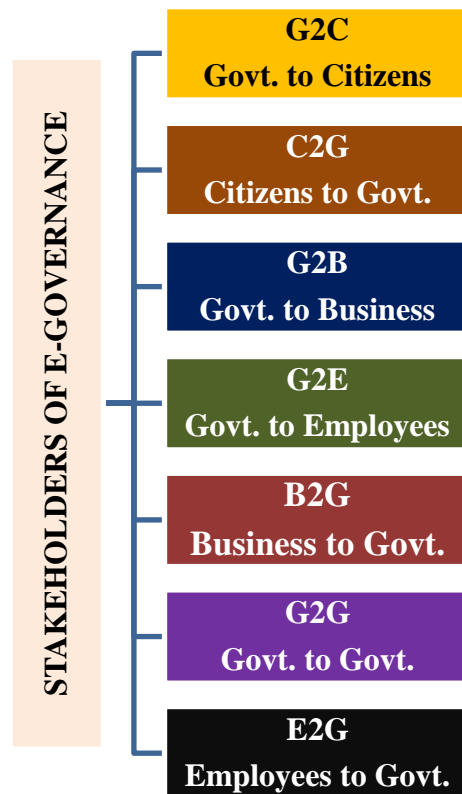 STAKEHOLDERS OF E-GOVERNANCE
G2C
Govt. to Citizens
C2G
Citizens to Govt.
G2B
Govt. to Business
G2E
Govt. to Employees
B2G
Business to Govt.
G2G
Govt. to Govt.
E2G
Employees to Govt.